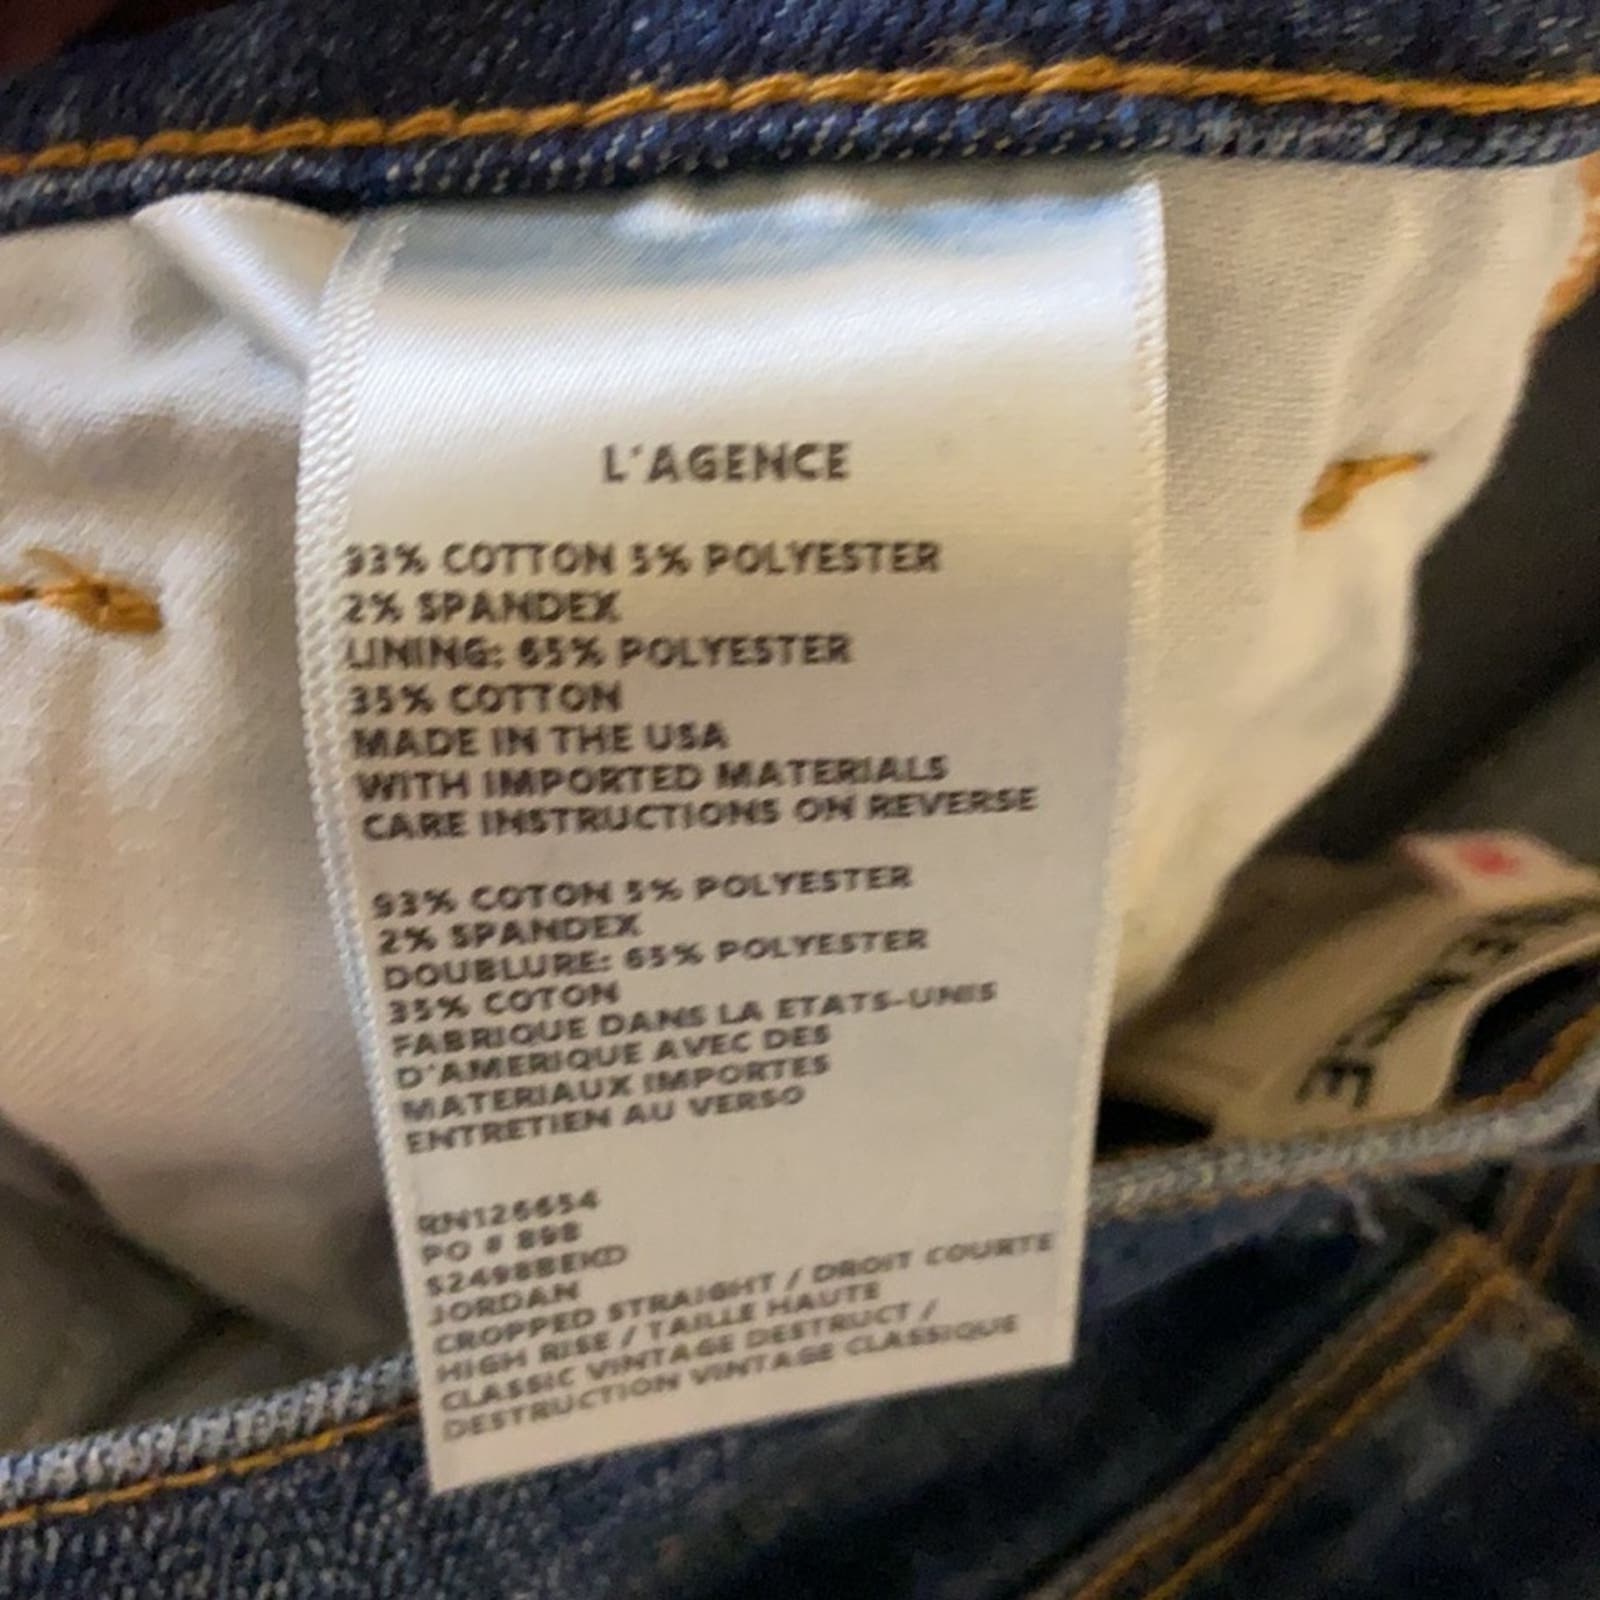 L'AGENCE
93% COTTON 5% POLYESTER
2% SPANDEX
LINING: 65% POLYESTER
35% COTTON
MADE IN THE USA
WITH IMPORTED MATERIALS
CARE INSTRUCTIONS ON REVERSE
93% COTON 5% POLYESTER
2% SPANDEX
DOUBLURE: 65% POLYESTER
35% COTON
FABRIQUE DANS LA ETATS-UNIS
D'AMERIQUE AVEC DES
MATERIAUX IMPORTES
ENTRETIEN AU VERSO
RN126654
PO # 898
JORDAN
CROPPED STRAIGHT / DROIT COURTE
HIGH RISE / TAILLE HAUTE
CLASSIC VINTAGE DESTRUCT /
DESTRUCTION VINTAGE CLASSIQUE